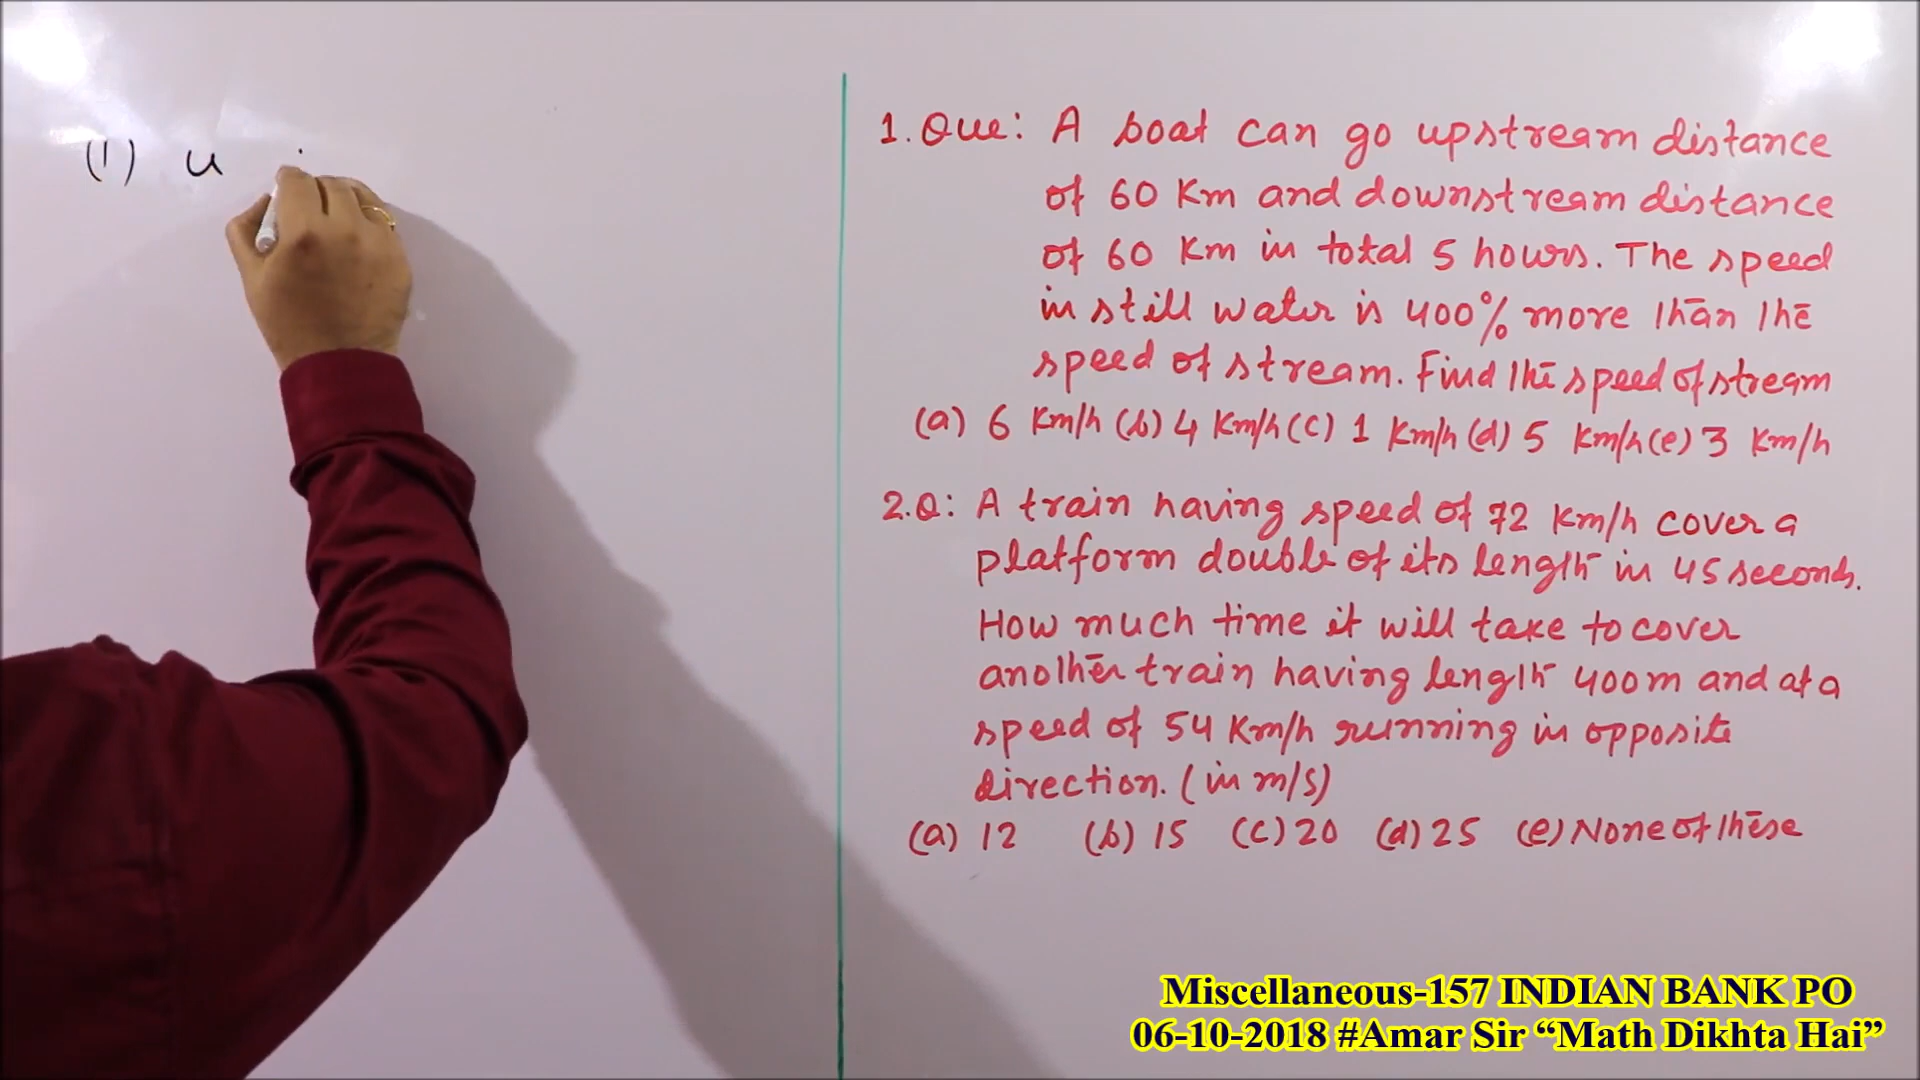 (1) u
1. Que: A boat can go upstream distance
of 60 Km and downstream distance
of 60 Km in total 5 hours. The speed
in still water is 400% more than the
speed of stream. Find the speed of stream
(a) 6 Km/h (b) 4 Km/h (c) 1 Km/h (d) 5 Km/h (e) 3 Km/h
2.Q: A train having speed of 72 Km/h cover a
platform double of its length in 45 seconds.
How much time it will take to cover
another train having length 400m and at a
speed of 54 Km/h running in opposite
direction. (in m/s)
(a) 12 (b) 15 (c) 20 (d) 25 (e) None of these
Miscellaneous-157 INDIAN BANK PO
06-10-2018 #Amar Sir “Math Dikhta Hai”